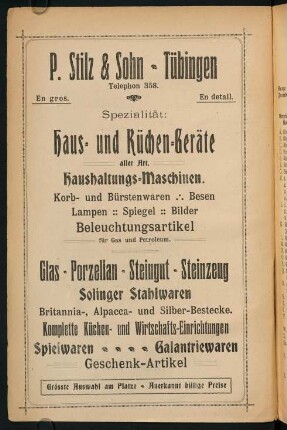 P. Stilz & Sohn - Tübingen
Telephon 358.
En gros. En detail.
Spezialität:
Haus- und Küchen-Geräte
aller Art.
Haushaltungs-Maschinen.
Korb- und Bürstenwaren ∴ Besen
Lampen :: Spiegel :: Bilder
Beleuchtungsartikel
für Gas und Petroleum.
Glas - Porzellan - Steingut - Steinzeug
Solinger Stahlwaren
Britannia-, Alpacca- und Silber-Bestecke.
Komplette Küchen- und Wirtschafts-Einrichtungen
Spielwaren Galantriewaren
Geschenk-Artikel
Grösste Auswahl am Platze • Anerkannt billige Preise